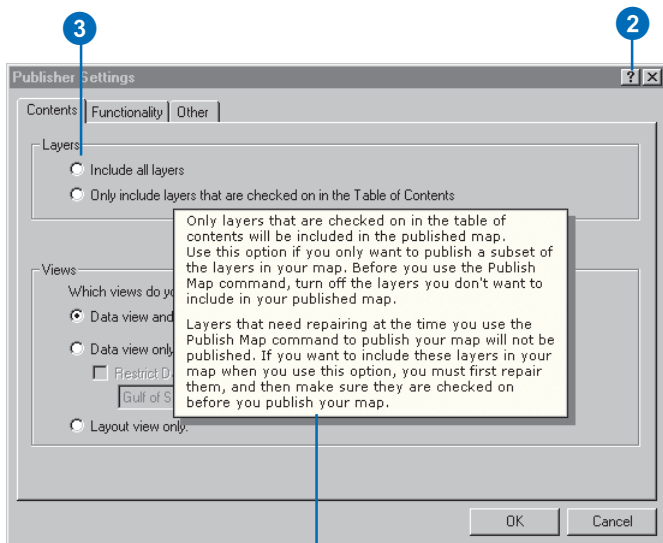 3
2
Publisher Settings
? X
Contents Functionality Other
Layers
Include all layers
Only include layers that are checked on in the Table of Contents
Only layers that are checked on in the table of
contents will be included in the published map.
Use this option if you only want to publish a subset of
the layers in your map. Before you use the Publish
Map command, turn off the layers you don't want to
include in your published map.
Layers that need repairing at the time you use the
Publish Map command to publish your map will not be
published. If you want to include these layers in your
map when you use this option, you must first repair
them, and then make sure they are checked on
before you publish your map.
Views
Which views do yo
Data view and
Data view only
Restrict D
Gulf of S
Layout view only.
OK Cancel